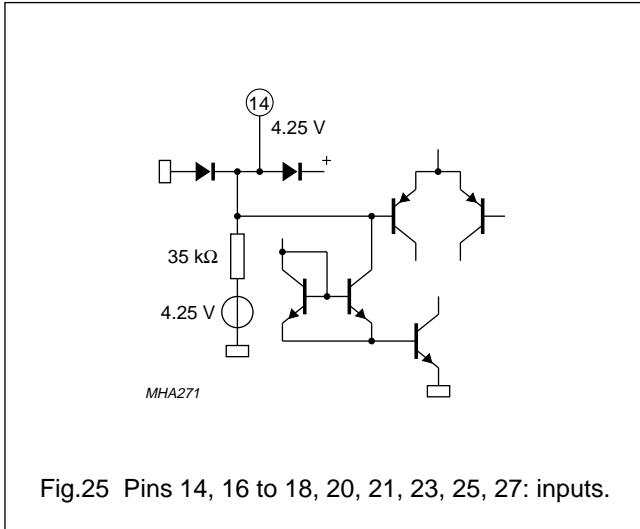 14
4.25 V
+
35 kΩ
4.25 V
MHA271
Fig.25 Pins 14, 16 to 18, 20, 21, 23, 25, 27: inputs.